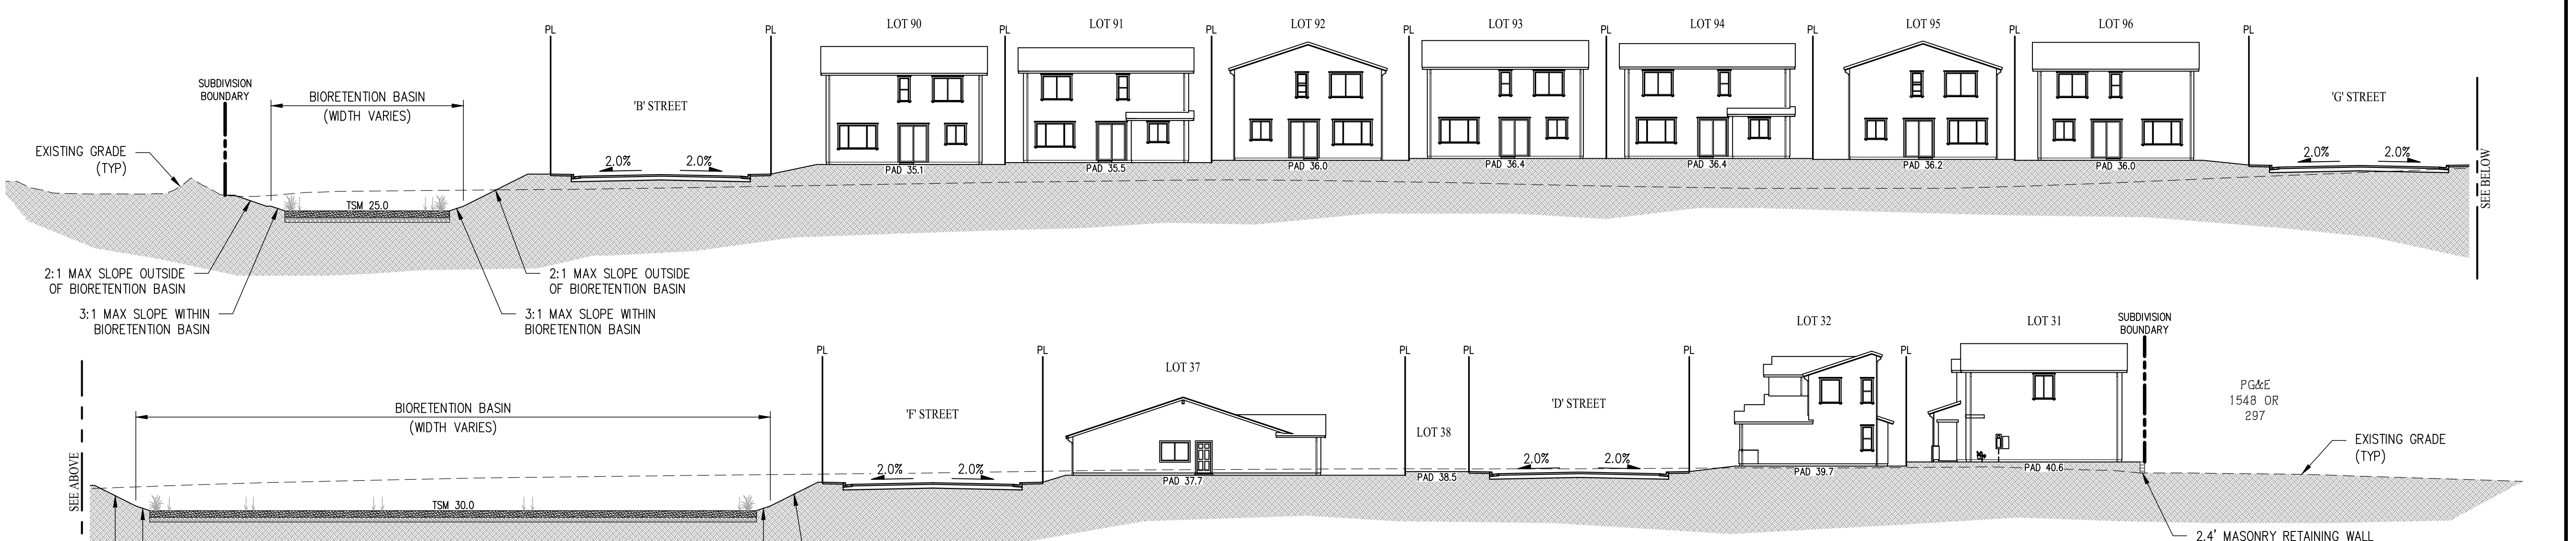 LOT 90
LOT 91
LOT 92
LOT 93
LOT 94
LOT 95
LOT 96
PL
PL
PL
PL
PL
PL
PL
PL
PL
SUBDIVISION
BOUNDARY
BIORETENTION BASIN
(WIDTH VARIES)
'B' STREET
'G' STREET
EXISTING GRADE
(TYP)
2.0%
2.0%
2.0%
2.0%
PAD 35.1
PAD 35.5
PAD 36.0
PAD 36.4
PAD 36.4
PAD 36.2
PAD 36.0
SEE BELOW
TSM 25.0
2:1 MAX SLOPE OUTSIDE
OF BIORETENTION BASIN
3:1 MAX SLOPE WITHIN
BIORETENTION BASIN
2:1 MAX SLOPE OUTSIDE
OF BIORETENTION BASIN
3:1 MAX SLOPE WITHIN
BIORETENTION BASIN
LOT 32
LOT 31
SUBDIVISION
BOUNDARY
PL
PL
PL
PL
PL
PL
LOT 37
BIORETENTION BASIN
(WIDTH VARIES)
'F' STREET
'D' STREET
LOT 38
PG&E
1548 OR
297
EXISTING GRADE
(TYP)
2.0%
2.0%
2.0%
2.0%
SEE ABOVE
PAD 37.7
PAD 38.5
PAD 39.7
PAD 40.6
TSM 30.0
2.4' MASONRY RETAINING WALL